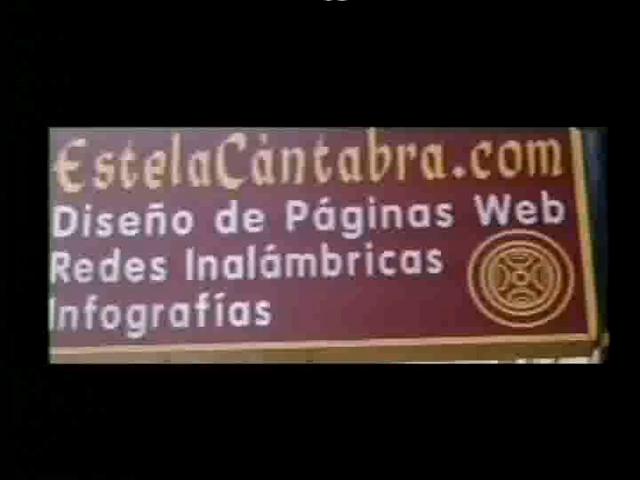 EstelaCántabra.com
Diseño de Páginas Web
Redes Inalámbricas
Infografías